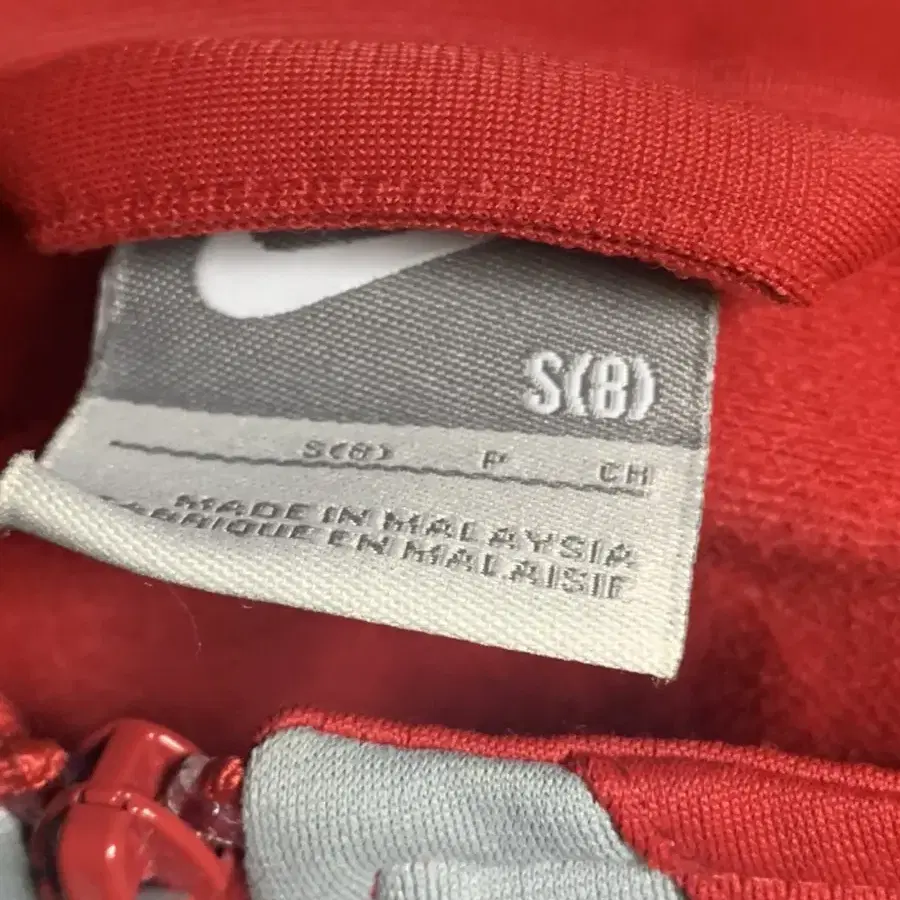 S(8)
S(8) P CH
MADE IN MALAYSIA
FABRIQUE EN MALAISIE